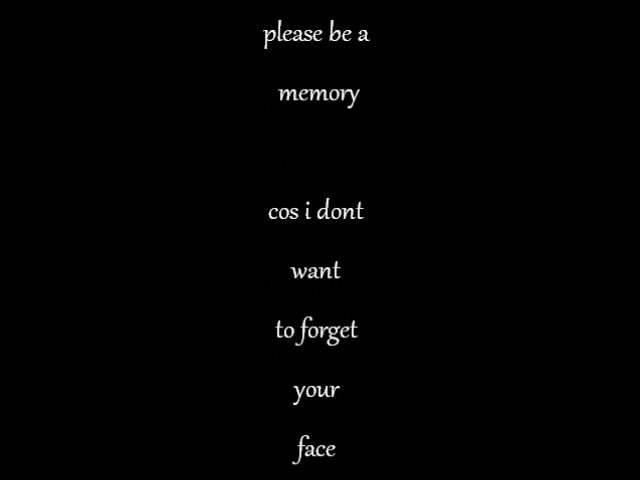 please be a
memory
cos i dont
want
to forget
your
face